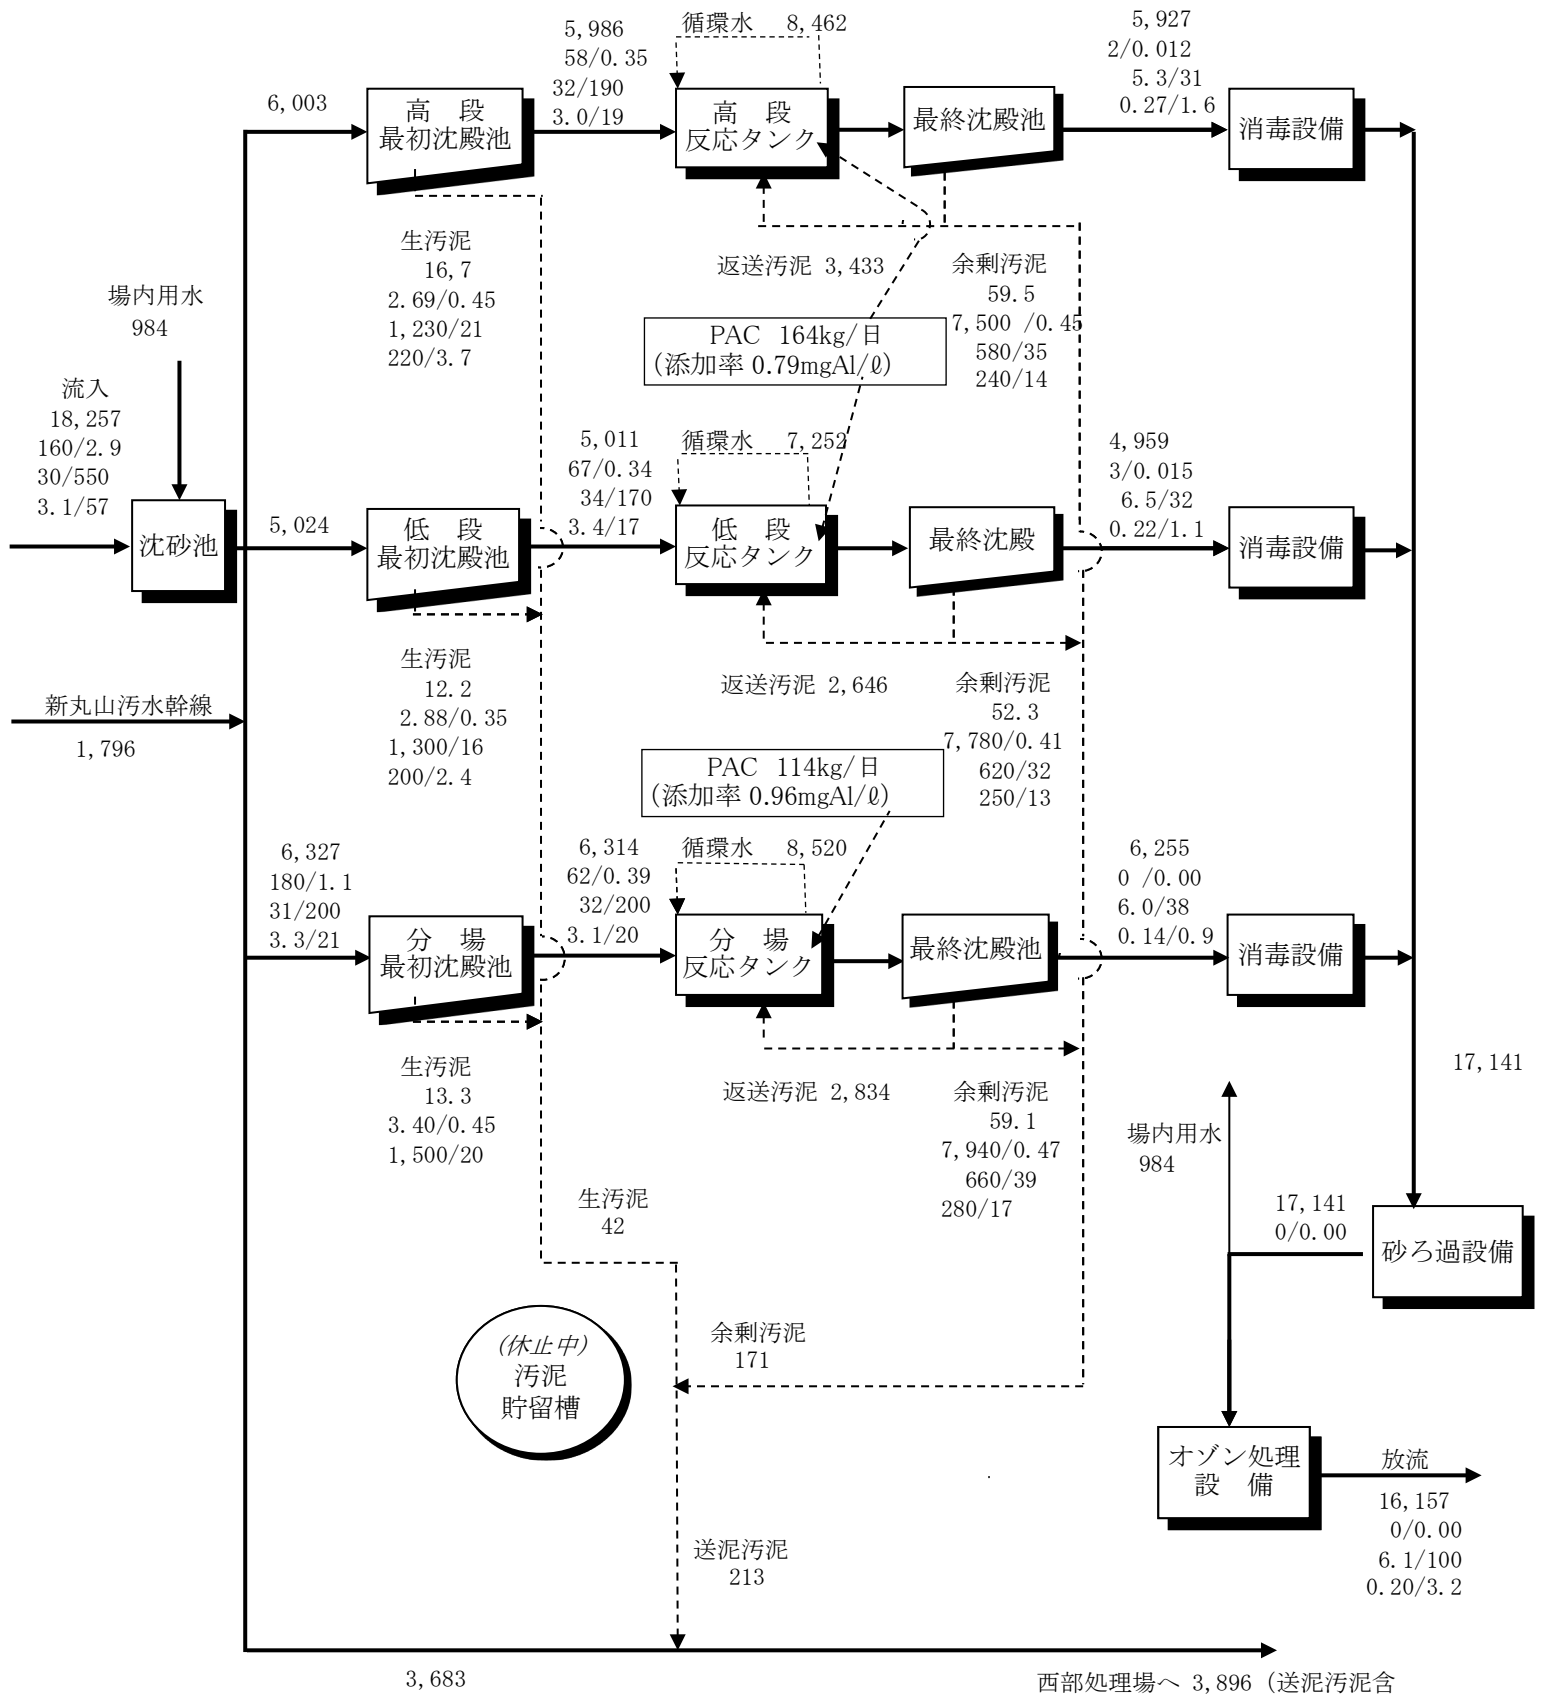 5,986
58/0.35
32/190
3.0/19
循環水 8,462
5,927
2/0.012
5.3/31
0.27/1.6
6,003
高 段
最初沈殿池
高 段
反応タンク
最終沈殿池
消毒設備
生汚泥
16,7
2.69/0.45
1,230/21
220/3.7
返送汚泥 3,433
余剰汚泥
59.5
7,500 /0.45
580/35
240/14
場内用水
984
PAC 164kg/日
(添加率 0.79mgAl/ℓ)
流入
18,257
160/2.9
30/550
3.1/57
5,011
67/0.34
34/170
3.4/17
循環水 7,252
4,959
3/0.015
6.5/32
0.22/1.1
沈砂池
5,024
低 段
最初沈殿池
低 段
反応タンク
最終沈殿
消毒設備
生汚泥
12.2
2.88/0.35
1,300/16
200/2.4
返送汚泥 2,646
余剰汚泥
52.3
7,780/0.41
620/32
250/13
新丸山汚水幹線
1,796
PAC 114kg/日
(添加率 0.96mgAl/ℓ)
6,327
180/1.1
31/200
3.3/21
6,314
62/0.39
32/200
3.1/20
循環水 8,520
6,255
0 /0.00
6.0/38
0.14/0.9
分 場
最初沈殿池
分 場
反応タンク
最終沈殿池
消毒設備
生汚泥
13.3
3.40/0.45
1,500/20
返送汚泥 2,834
余剰汚泥
59.1
7,940/0.47
660/39
280/17
17,141
場内用水
984
生汚泥
42
17,141
0/0.00
砂ろ過設備
(休止中)
汚泥
貯留槽
余剰汚泥
171
オゾン処理
設 備
放流
16,157
0/0.00
6.1/100
0.20/3.2
送泥汚泥
213
3,683
西部処理場へ 3,896 (送泥汚泥含